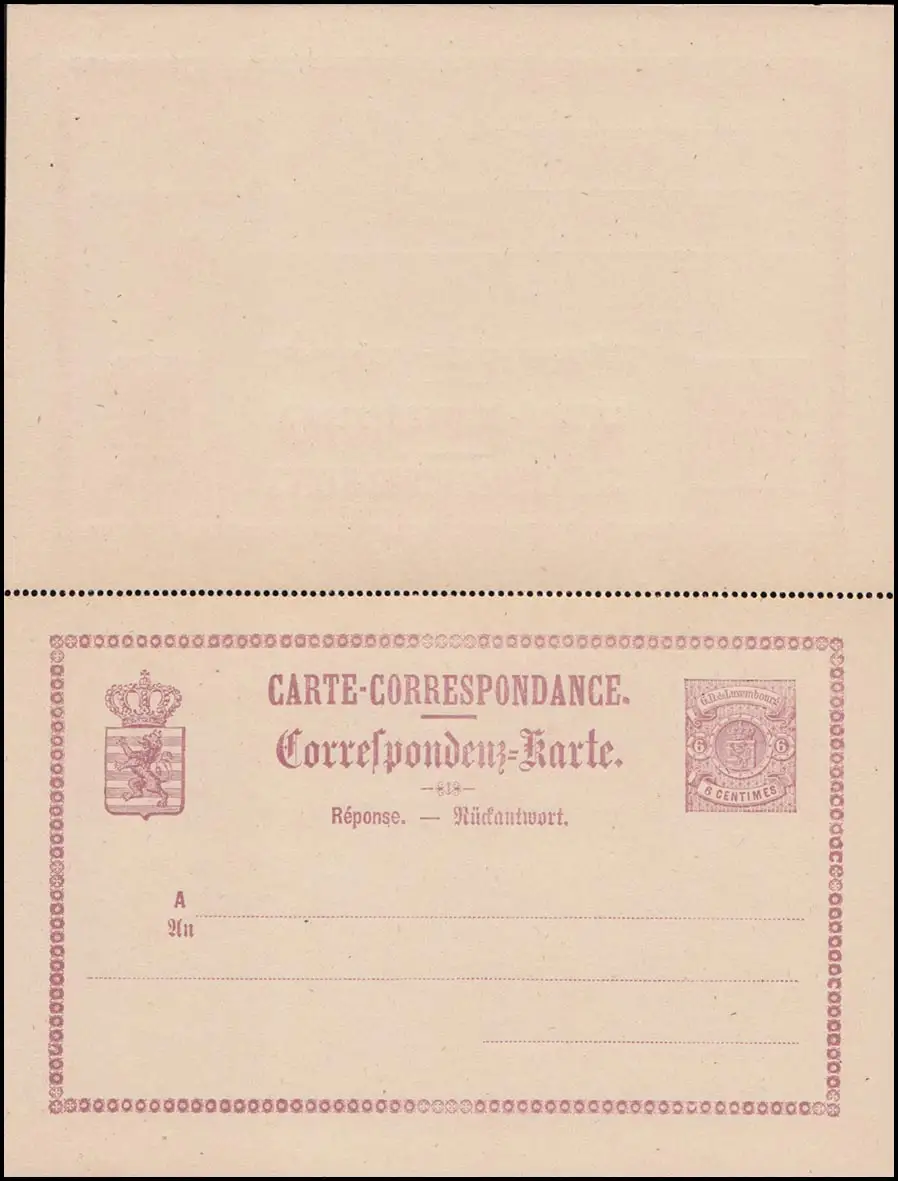 CARTE-CORRESPONDANCE.
Correſpondenz-Karte.
Réponse. — Rückantwort.
G.D. de Luxembourg
6 6
6 CENTIMES
A
An